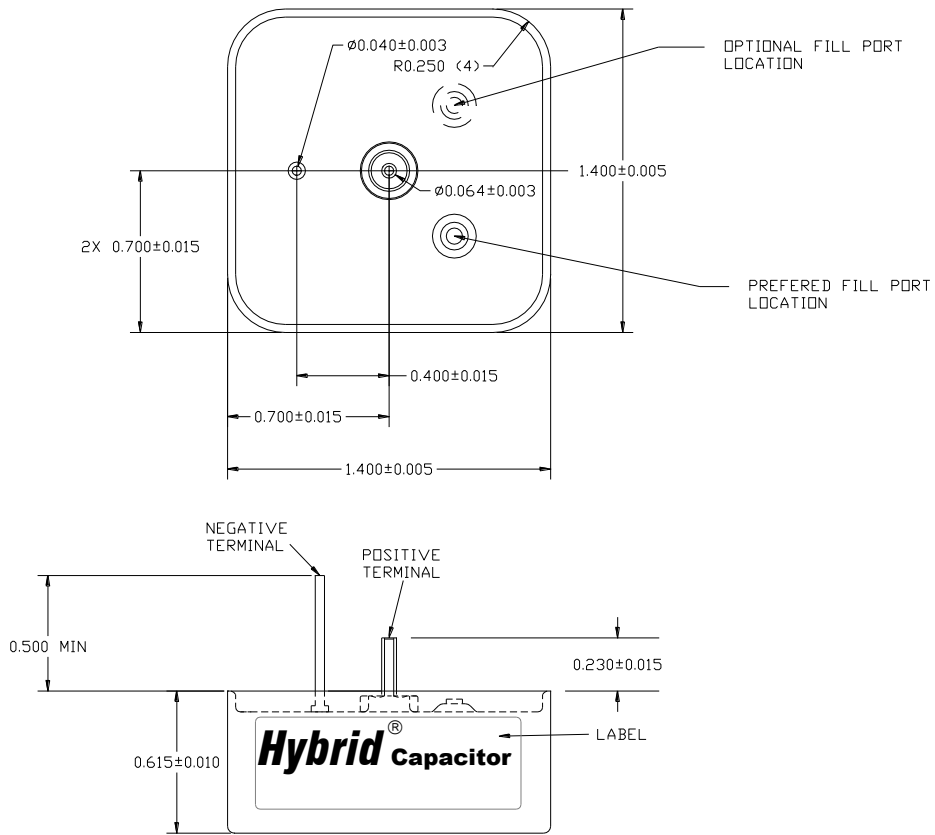 ⌀0.040±0.003
R0.250 (4)
OPTIONAL FILL PORT
LOCATION
1.400±0.005
⌀0.064±0.003
2X 0.700±0.015
PREFERED FILL PORT
LOCATION
0.400±0.015
0.700±0.015
1.400±0.005
NEGATIVE
TERMINAL
POSITIVE
TERMINAL
0.500 MIN
0.230±0.015
LABEL
0.615±0.010
Hybrid® Capacitor